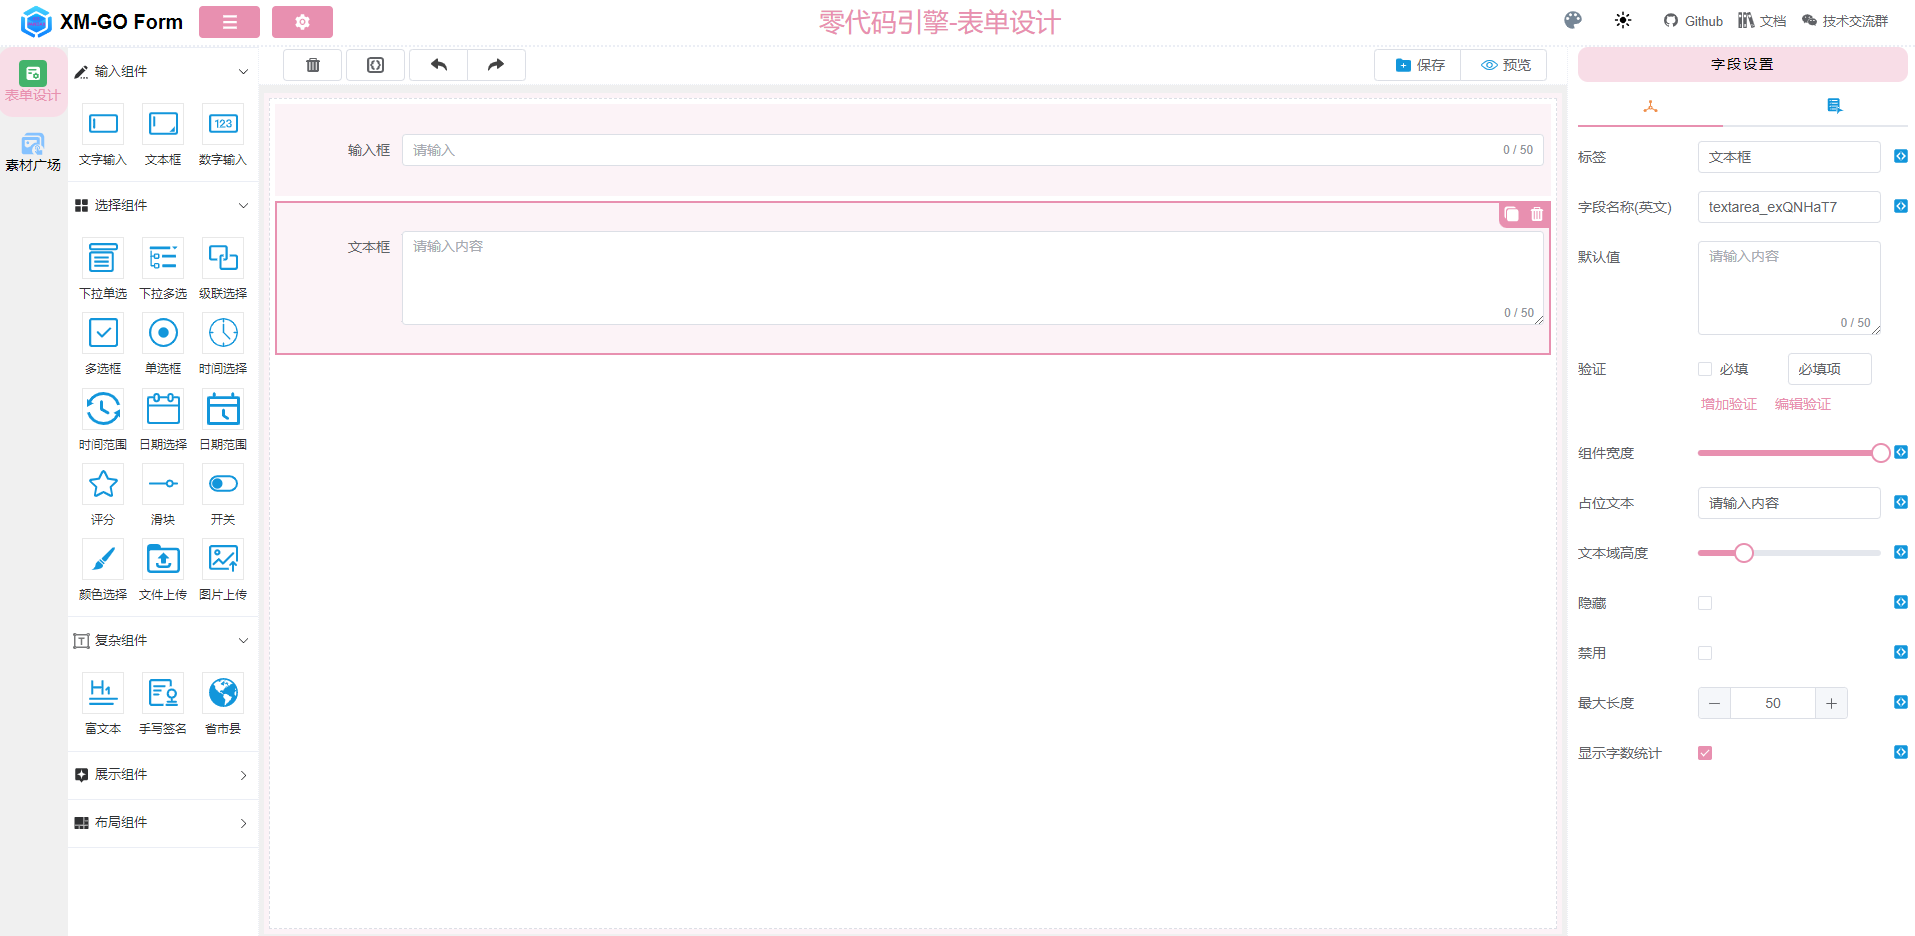 XM-GO Form
零代码引擎-表单设计
Github
文档
技术交流群
表单设计
素材广场
输入组件
文字输入
文本框
数字输入
123
选择组件
下拉单选
下拉多选
级联选择
多选框
单选框
时间选择
时间范围
日期选择
日期范围
评分
滑块
开关
颜色选择
文件上传
图片上传
复杂组件
H1
富文本
手写签名
省市县
展示组件
布局组件
保存
预览
输入框
请输入
0 / 50
文本框
请输入内容
0 / 50
字段设置
标签
文本框
字段名称(英文)
textarea_exQNHaT7
默认值
请输入内容
0 / 50
验证
必填
必填项
增加验证
编辑验证
组件宽度
占位文本
请输入内容
文本域高度
隐藏
禁用
最大长度
50
显示字数统计